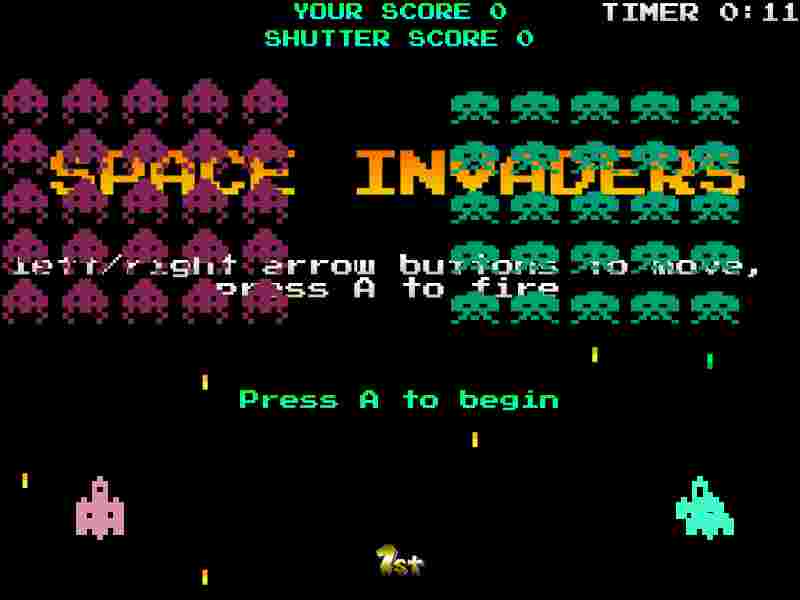 YOUR SCORE 0
TIMER 0:11
SHUTTER SCORE 0
SPACE INVADERS
left/right arrow buttons to move,
press A to fire
Press A to begin
1st